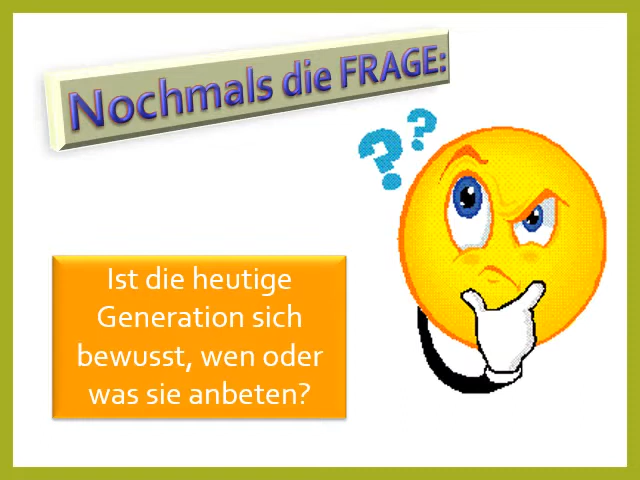 Nochmals die FRAGE:
??
Ist die heutige
Generation sich
bewusst, wen oder
was sie anbeten?